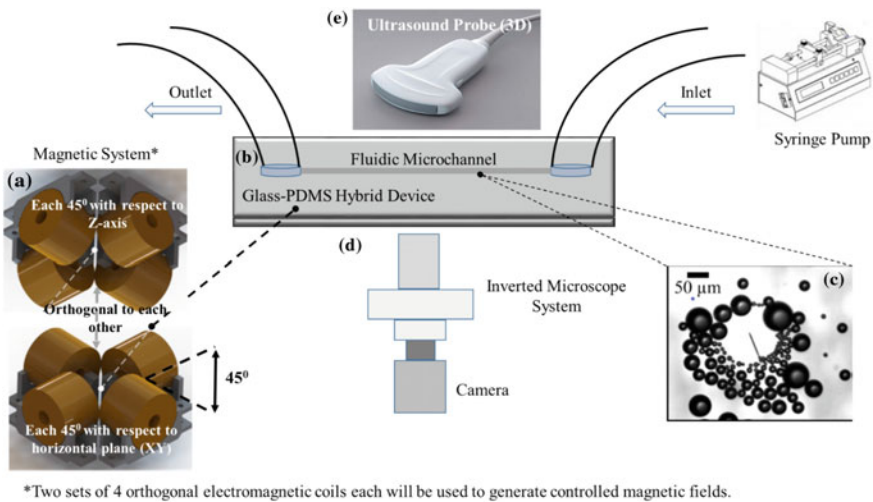 (e)
Ultrasound Probe (3D)
Outlet
Inlet
Syringe Pump
Magnetic System*
(b)
Fluidic Microchannel
Glass-PDMS Hybrid Device
(a)
Each 45⁰ with respect to
Z-axis
Orthogonal to each
other
45⁰
Each 45⁰ with respect to
horizontal plane (XY)
(d)
Inverted Microscope
System
Camera
(c)
50 µm
*Two sets of 4 orthogonal electromagnetic coils each will be used to generate controlled magnetic fields.